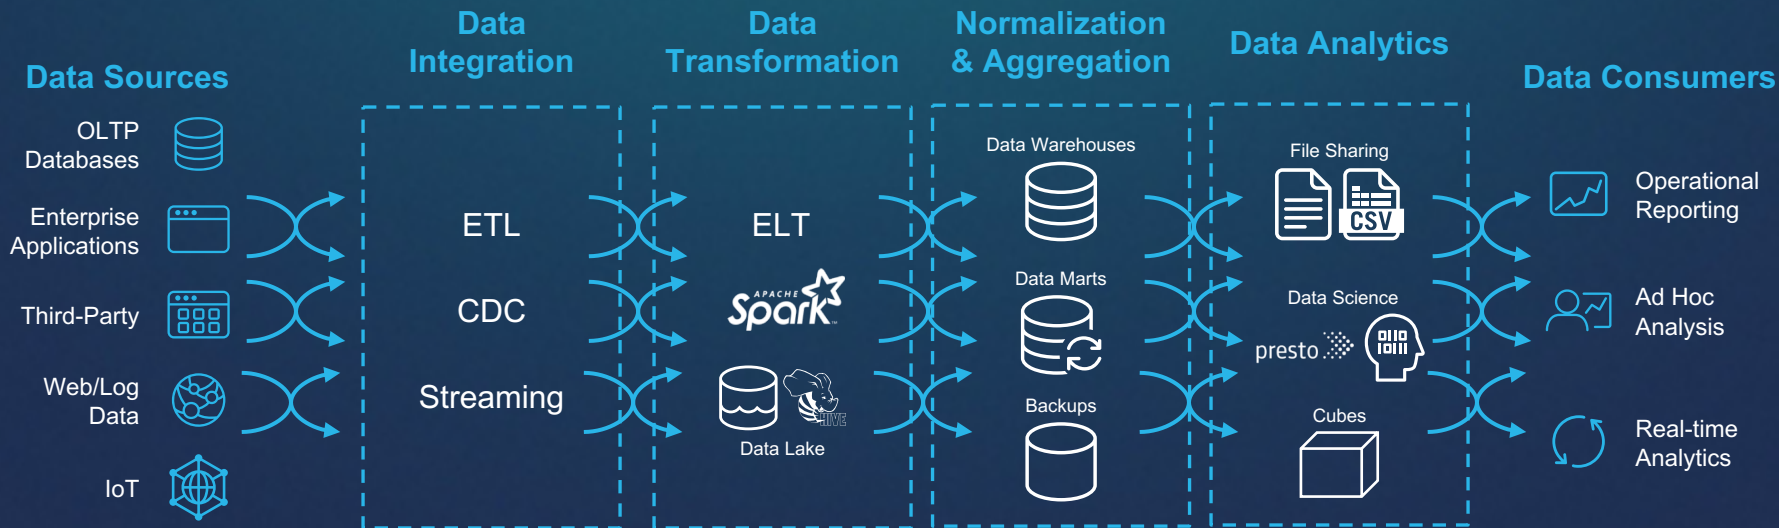 Data Sources
OLTP
Databases
Enterprise
Applications
Third-Party
Web/Log
Data
IoT
Data
Integration
ETL
CDC
Streaming
Data
Transformation
ELT
APACHE
Spark
HIVE
Data Lake
Normalization
& Aggregation
Data Warehouses
Data Marts
Backups
Data Analytics
File Sharing
CSV
Data Science
presto
Cubes
Data Consumers
Operational
Reporting
Ad Hoc
Analysis
Real-time
Analytics